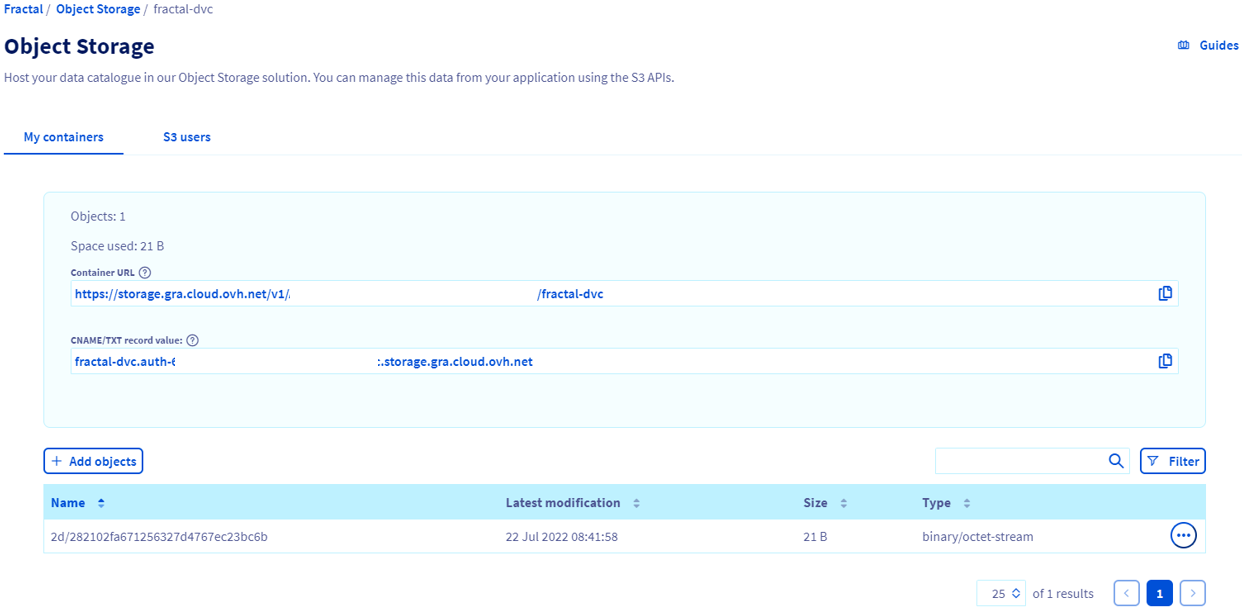 Fractal / Object Storage / fractal-dvc
Object Storage
Guides
Host your data catalogue in our Object Storage solution. You can manage this data from your application using the S3 APIs.
My containers S3 users
Objects: 1
Space used: 21 B
Container URL ?
https://storage.gra.cloud.ovh.net/v1/ /fractal-dvc
CNAME/TXT record value: ?
fractal-dvc.auth- .storage.gra.cloud.ovh.net
+ Add objects
Filter
Name Latest modification Size Type
2d/282102fa671256327d4767ec23bc6b 22 Jul 2022 08:41:58 21 B binary/octet-stream
25 of 1 results < 1 >